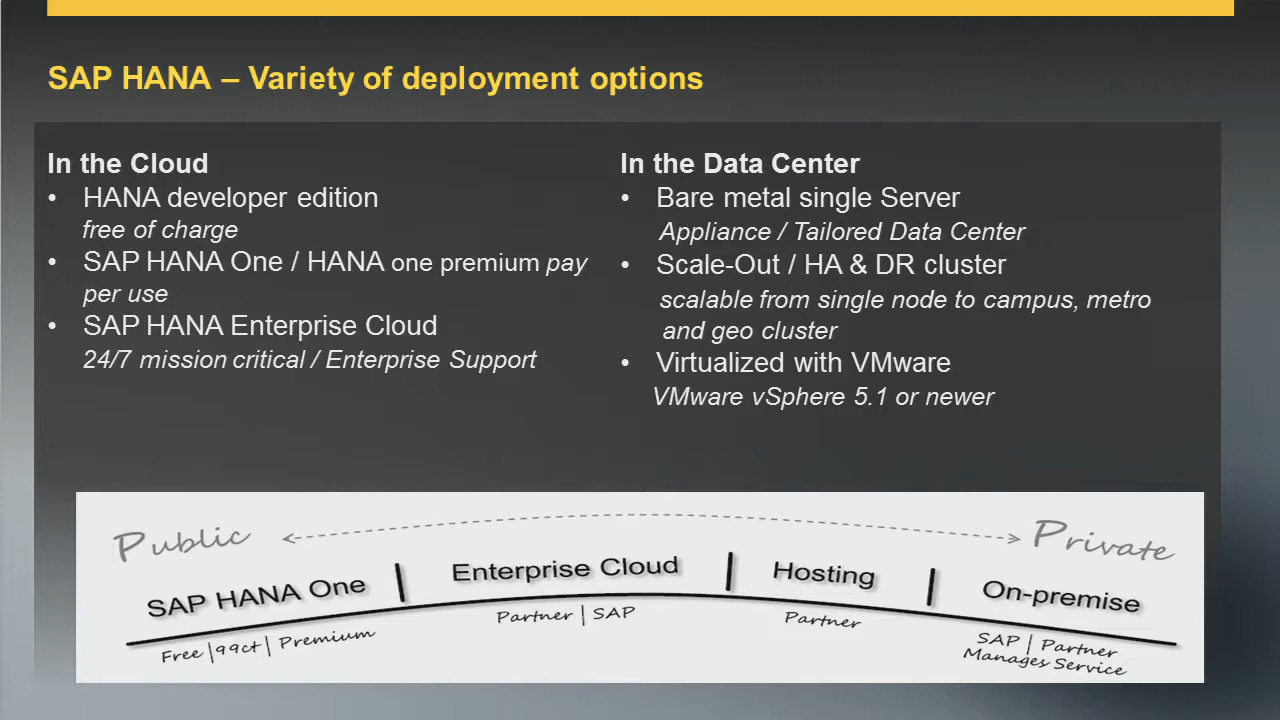 SAP HANA – Variety of deployment options
In the Cloud
• HANA developer edition
free of charge
• SAP HANA One / HANA one premium pay
per use
• SAP HANA Enterprise Cloud
24/7 mission critical / Enterprise Support
In the Data Center
• Bare metal single Server
Appliance / Tailored Data Center
• Scale-Out / HA & DR cluster
scalable from single node to campus, metro
and geo cluster
• Virtualized with VMware
VMware vSphere 5.1 or newer
Public
Private
SAP HANA One | Enterprise Cloud | Hosting | On-premise
Free |99ct| Premium
Partner | SAP
Partner
SAP | Partner
Manages Service